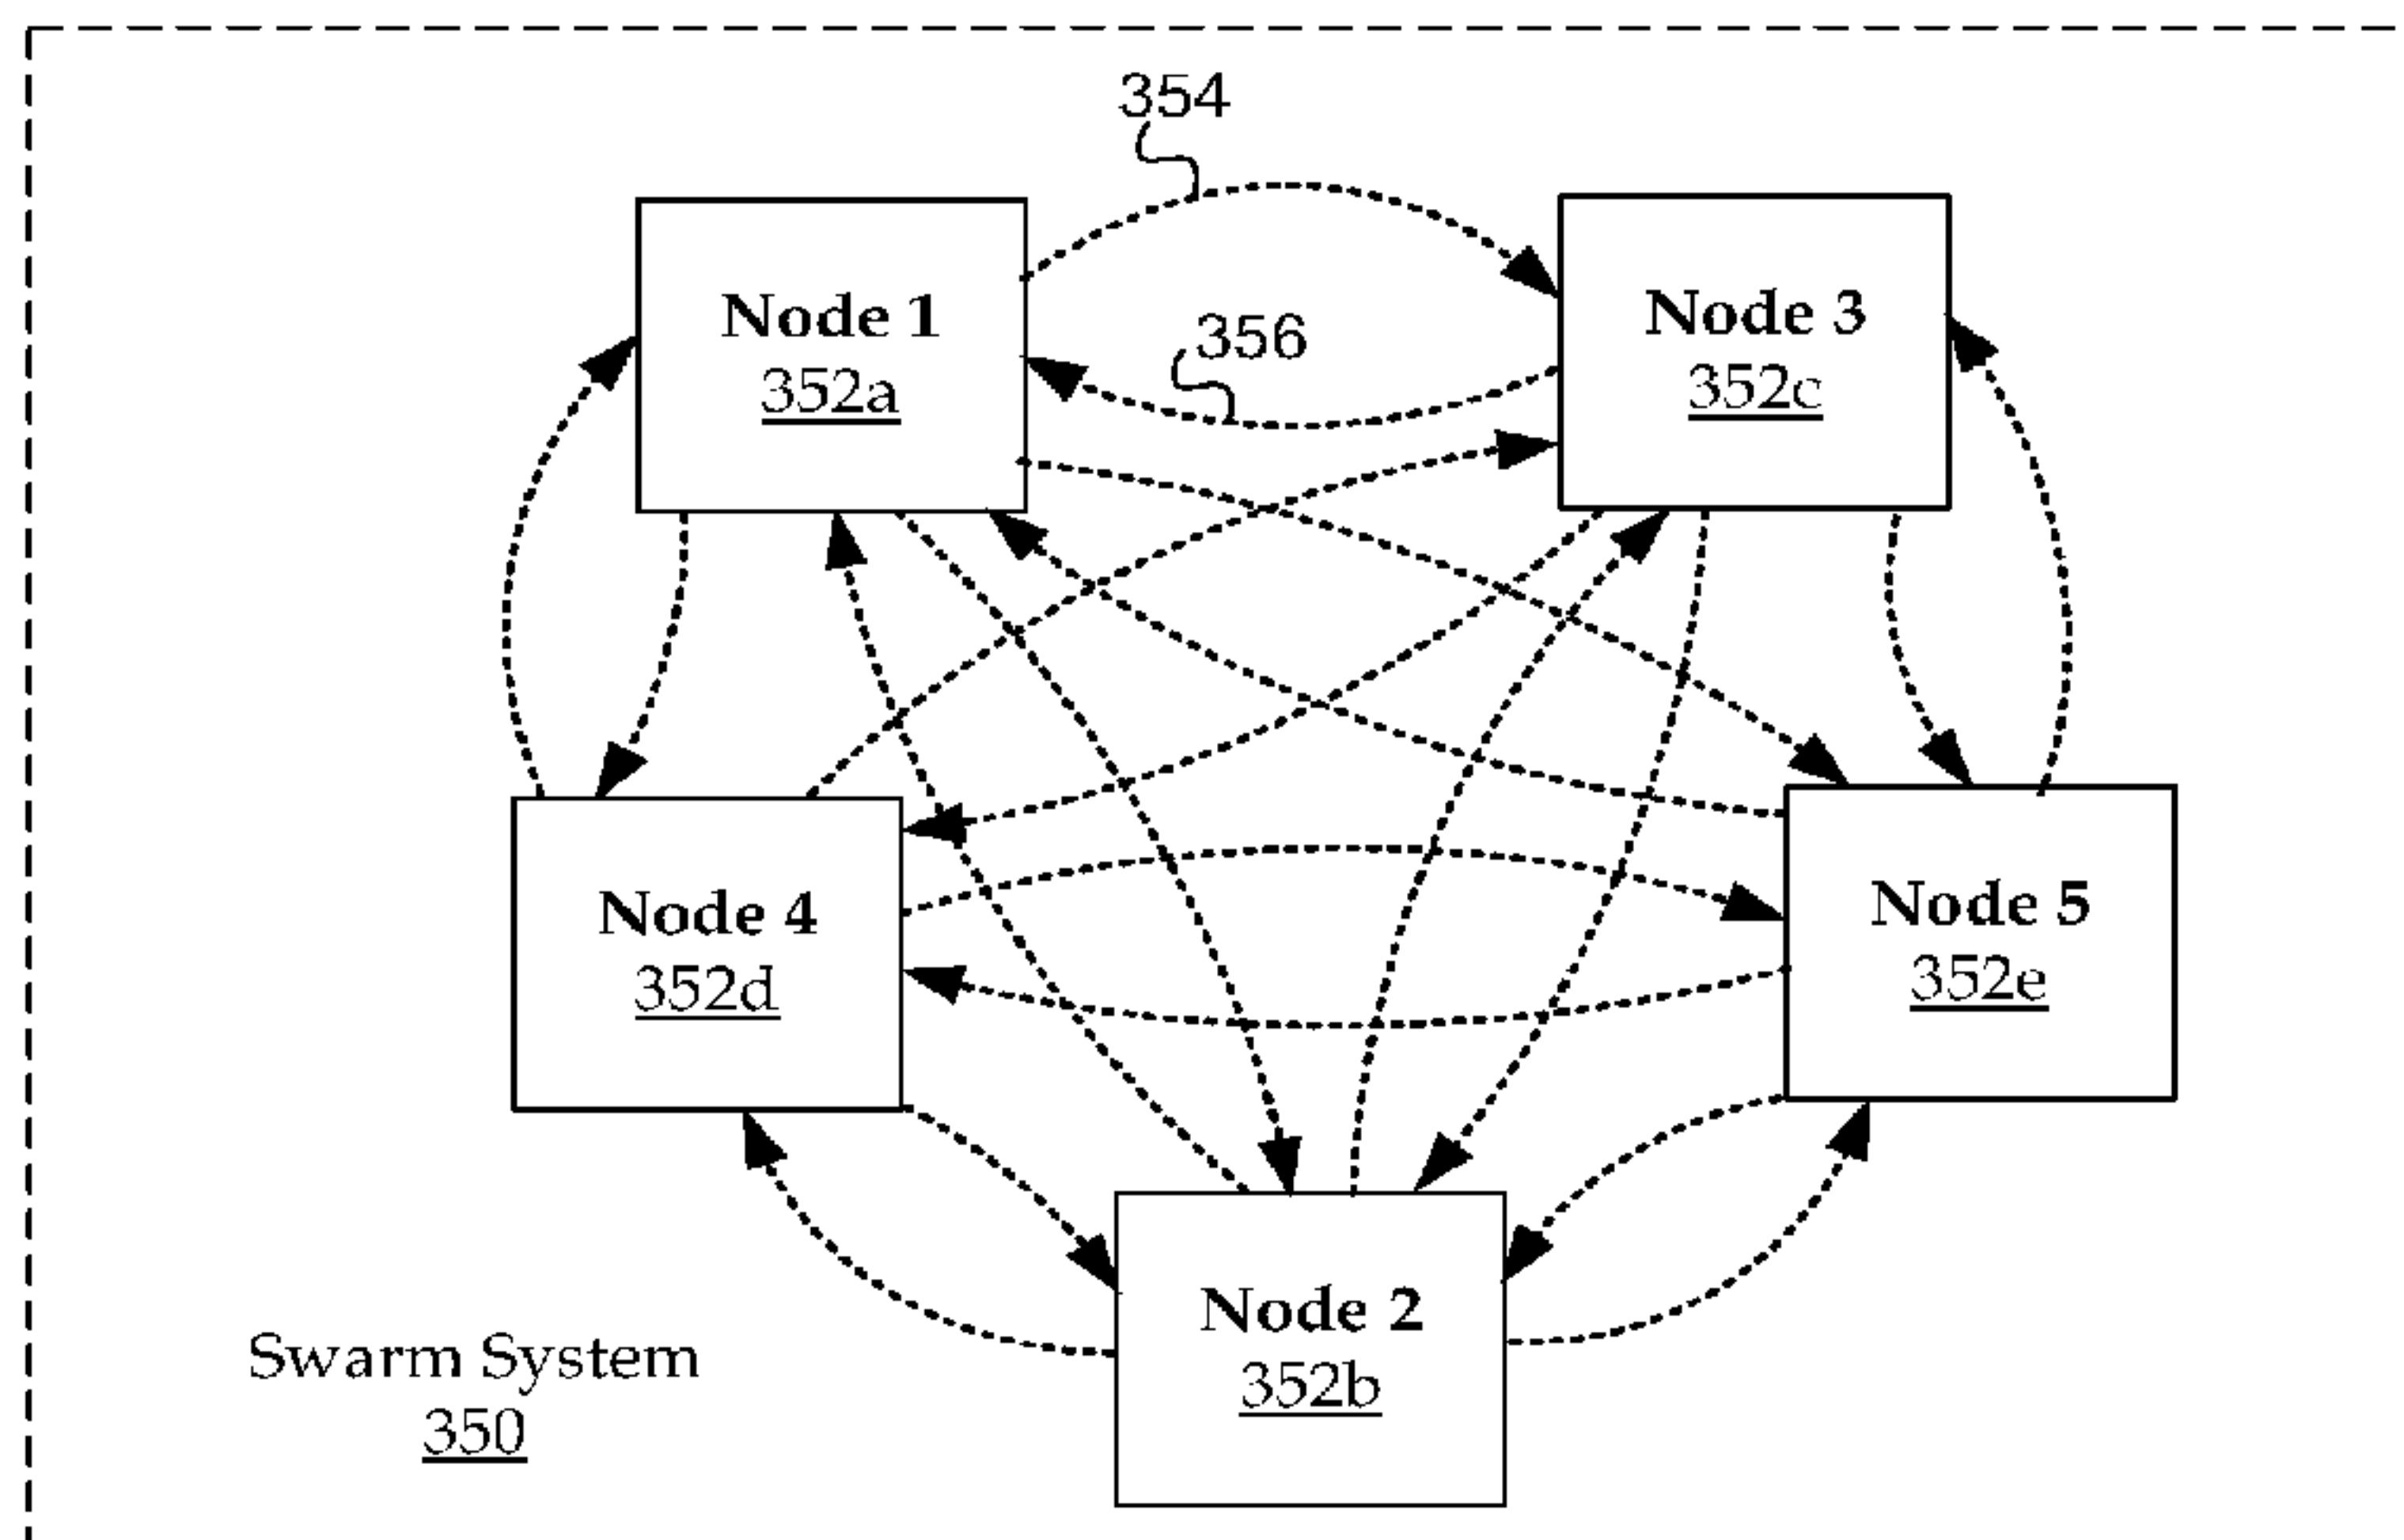 354
Node 1
352a
356
Node 3
352c
Node 4
352d
Node 5
352e
Node 2
352b
Swarm System
350